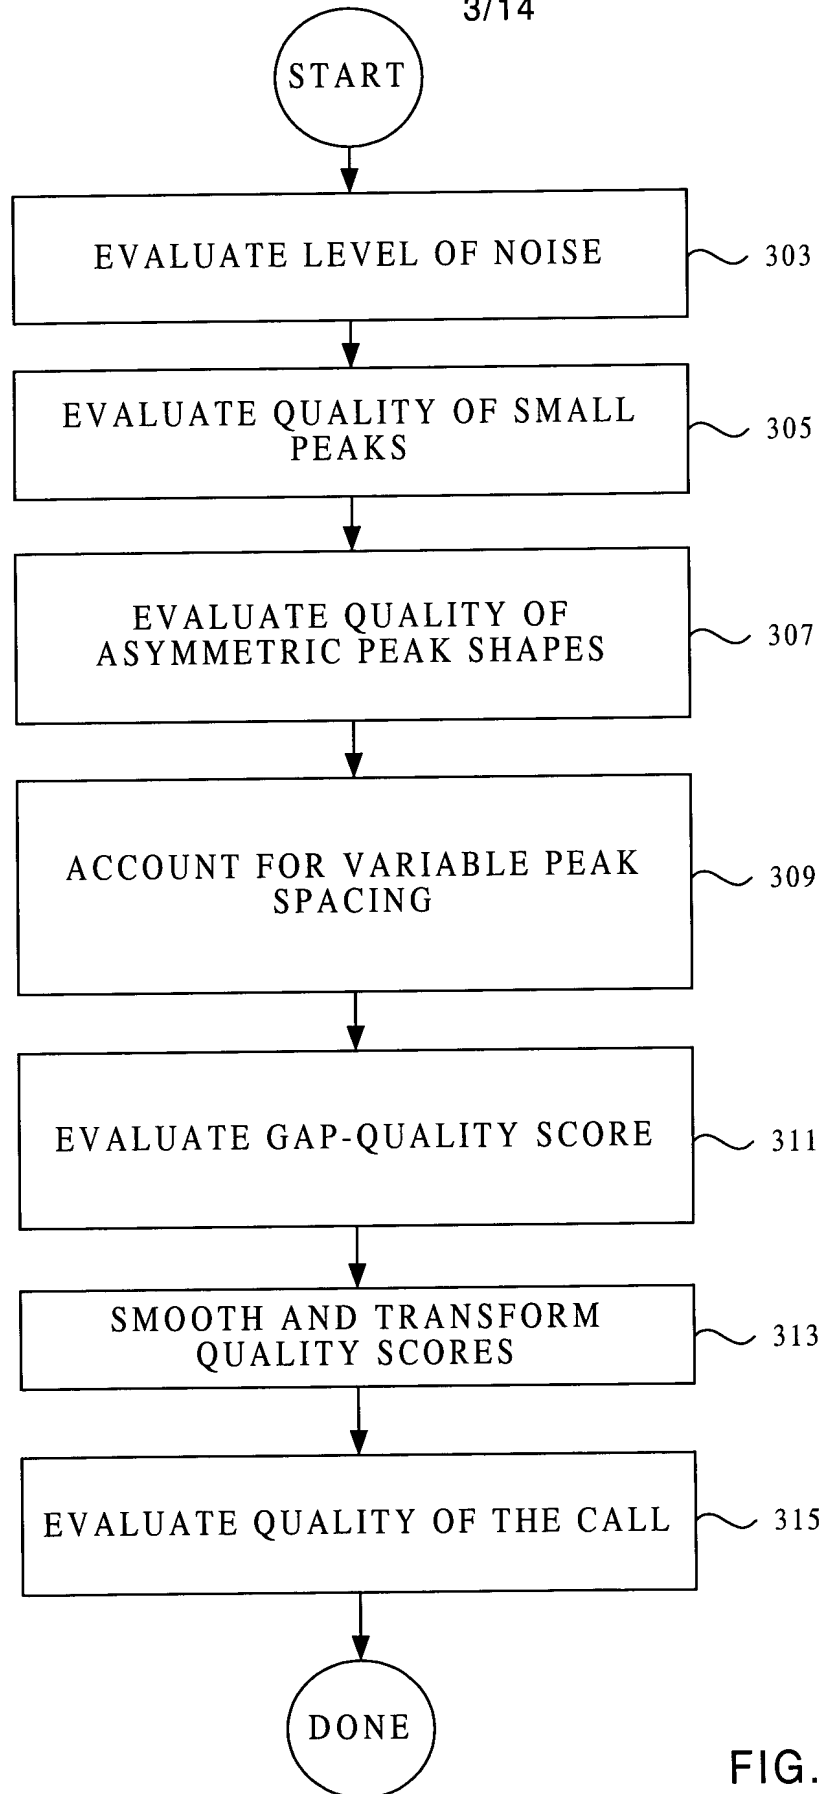 3/14
START
EVALUATE LEVEL OF NOISE
303
EVALUATE QUALITY OF SMALL
PEAKS
305
EVALUATE QUALITY OF
ASYMMETRIC PEAK SHAPES
307
ACCOUNT FOR VARIABLE PEAK
SPACING
309
EVALUATE GAP-QUALITY SCORE
311
SMOOTH AND TRANSFORM
QUALITY SCORES
313
EVALUATE QUALITY OF THE CALL
315
DONE
FIG.